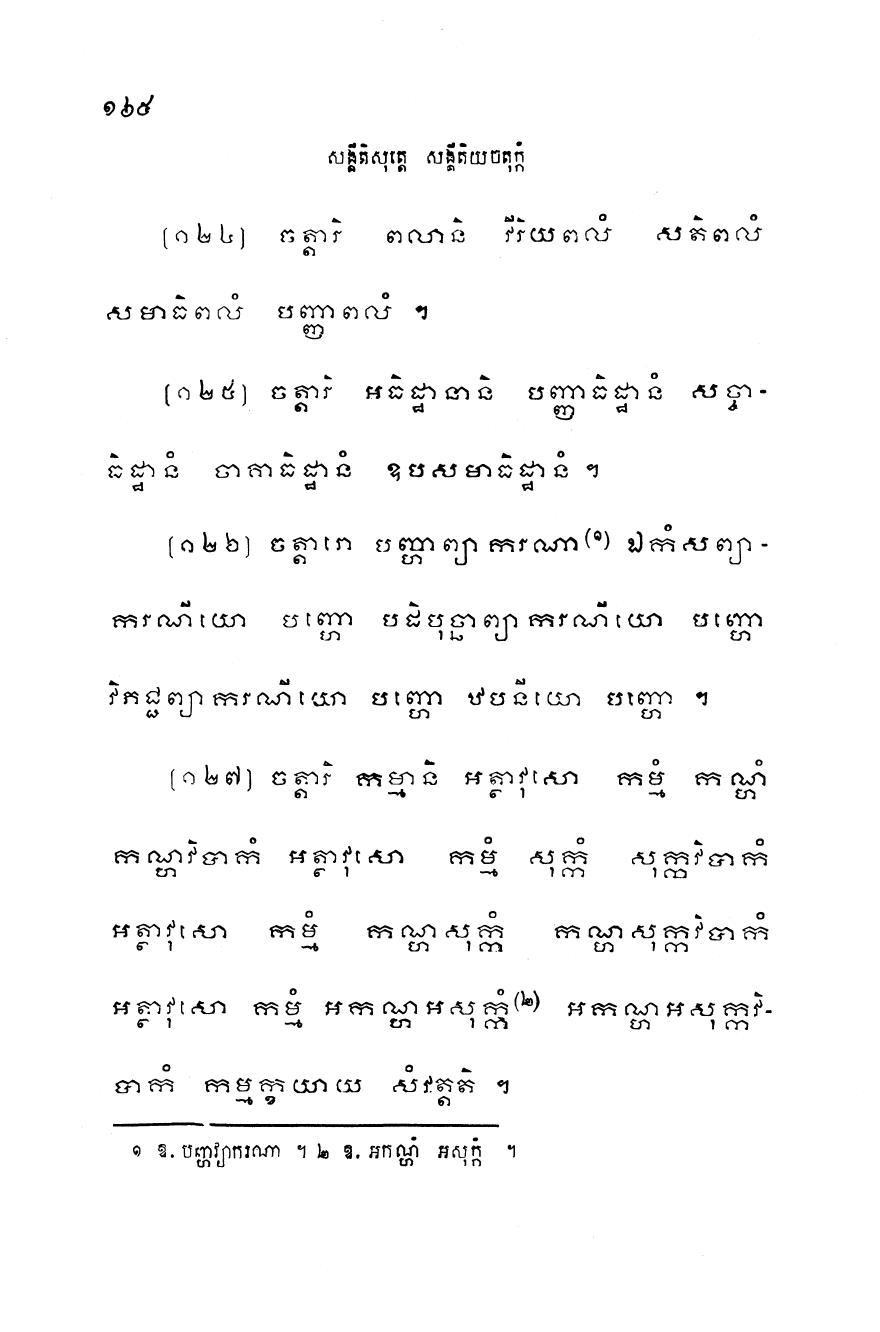 ១៦៥
សង្គីតិសុត្តេ សង្គីតិយចតុក្កំ
(១២៤) ចត្តារិ ពលានិ វីរិយពលំ សតិពលំ
សមាធិពលំ បញ្ញាពលំ ។
(១២៥) ចត្តារិ អធិដ្ឋានានិ បញ្ញាធិដ្ឋានំ សច្ចា-
ធិដ្ឋានំ ចាគាធិដ្ឋានំ ឧបសមាធិដ្ឋានំ ។
(១២៦) ចត្តារោ បញ្ហាព្យាករណា(១) ឯកំសព្យា-
ករណីយោ បញ្ហោ បដិបុច្ឆាព្យាករណីយោ បញ្ហោ
វិភជ្ជព្យាករណីយោ បញ្ហោ ឋបនីយោ បញ្ហោ ។
(១២៧) ចត្តារិ កម្មានិ អត្ថាវុសោ កម្មំ កណ្ហំ
កណ្ហវិបាកំ អត្ថាវុសោ កម្មំ សុក្កំ សុក្កវិបាកំ
អត្ថាវុសោ កម្មំ កណ្ហសុក្កំ កណ្ហសុក្កវិបាកំ
អត្ថាវុសោ កម្មំ អកណ្ហអសុក្កំ(២) អកណ្ហអសុក្កវិ-
បាកំ កម្មក្ខយាយ សំវត្តតិ ។
១ ឱ. បញ្ហវ្យាករណា ។ ២ ឱ. អកណ្ហំ អសុក្កំ ។